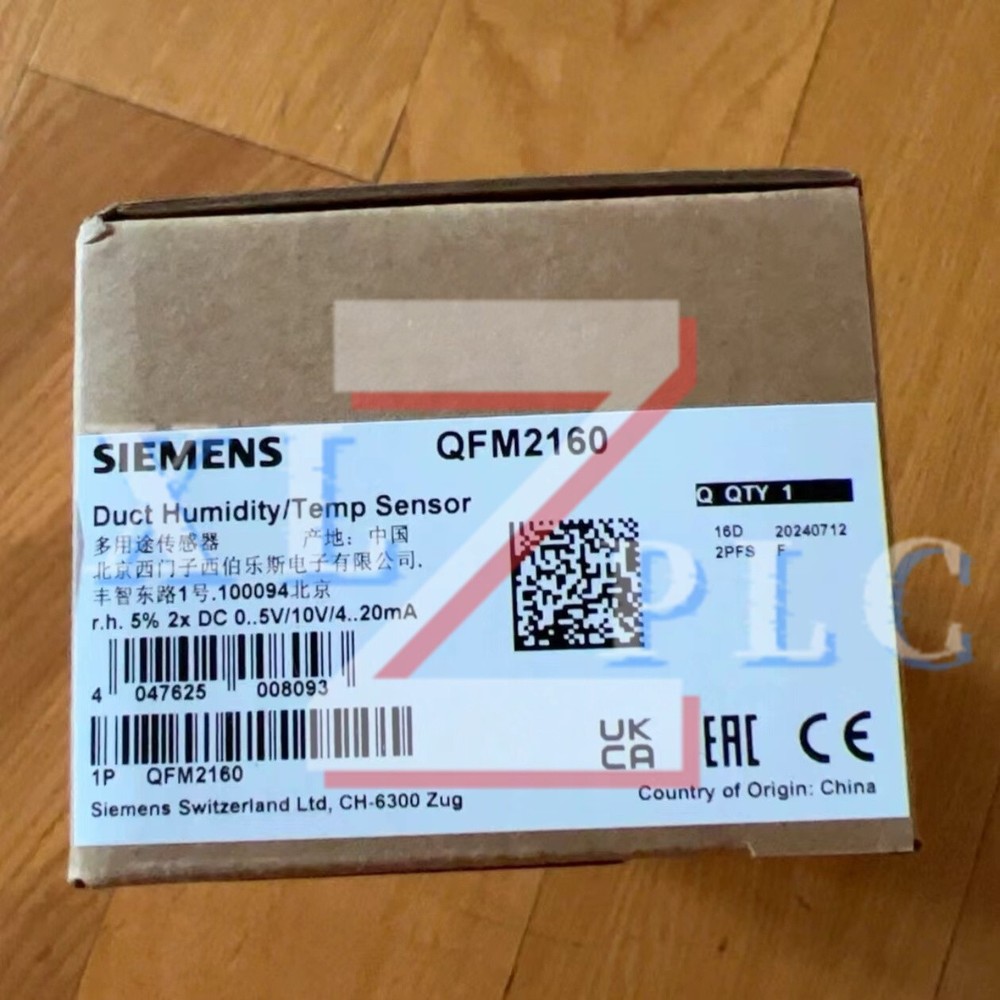 SIEMENS QFM2160
Duct Humidity/Temp Sensor
Q QTY 1
多用途传感器 产地: 中国
16D 20240712
北京西门子西伯乐斯电子有限公司.
2PFS F
丰智东路1号.100094北京
r.h. 5% 2x DC 0..5V/10V/4..20mA
4 047625 008093
1P QFM2160
UK
CA
EAC CE
Siemens Switzerland Ltd, CH-6300 Zug
Country of Origin: China
YLZPLC